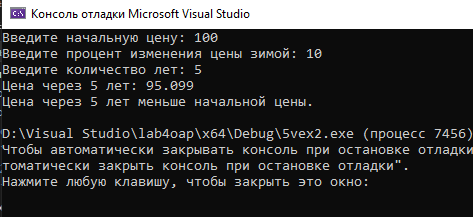 Консоль отладки Microsoft Visual Studio
Введите начальную цену: 100
Введите процент изменения цены зимой: 10
Введите количество лет: 5
Цена через 5 лет: 95.099
Цена через 5 лет меньше начальной цены.
D:\Visual Studio\lab4oap\x64\Debug\5vex2.exe (процесс 7456)
Чтобы автоматически закрывать консоль при остановке отладки
томатически закрыть консоль при остановке отладки".
Нажмите любую клавишу, чтобы закрыть это окно: